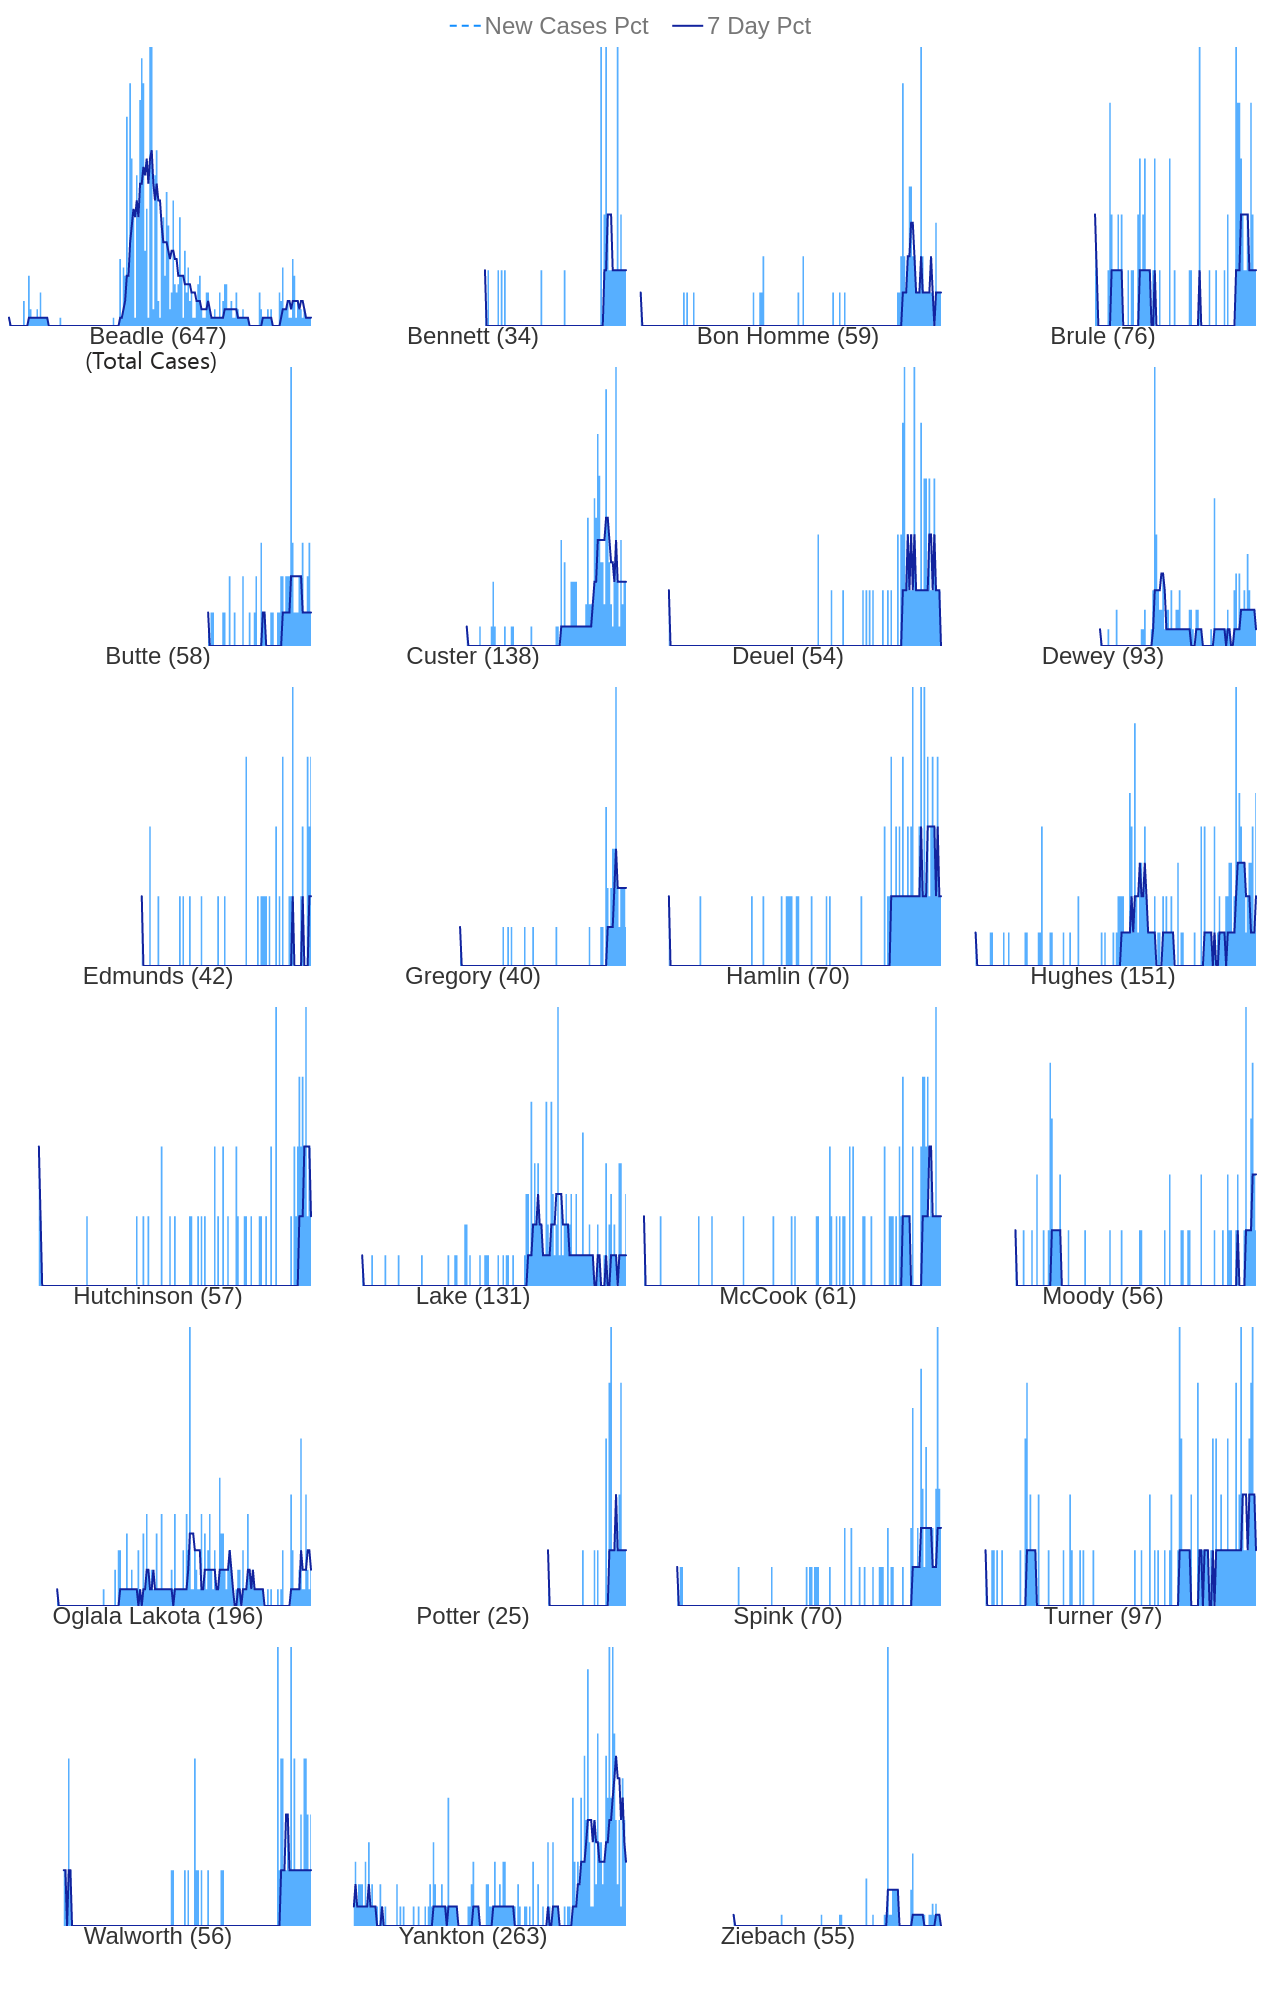 New Cases Pct 7 Day Pct
Beadle (647) Bennett (34) Bon Homme (59) Brule (76)
(Total Cases)
Butte (58) Custer (138) Deuel (54) Dewey (93)
Edmunds (42) Gregory (40) Hamlin (70) Hughes (151)
Hutchinson (57) Lake (131) McCook (61) Moody (56)
Oglala Lakota (196) Potter (25) Spink (70) Turner (97)
Walworth (56) Yankton (263) Ziebach (55)